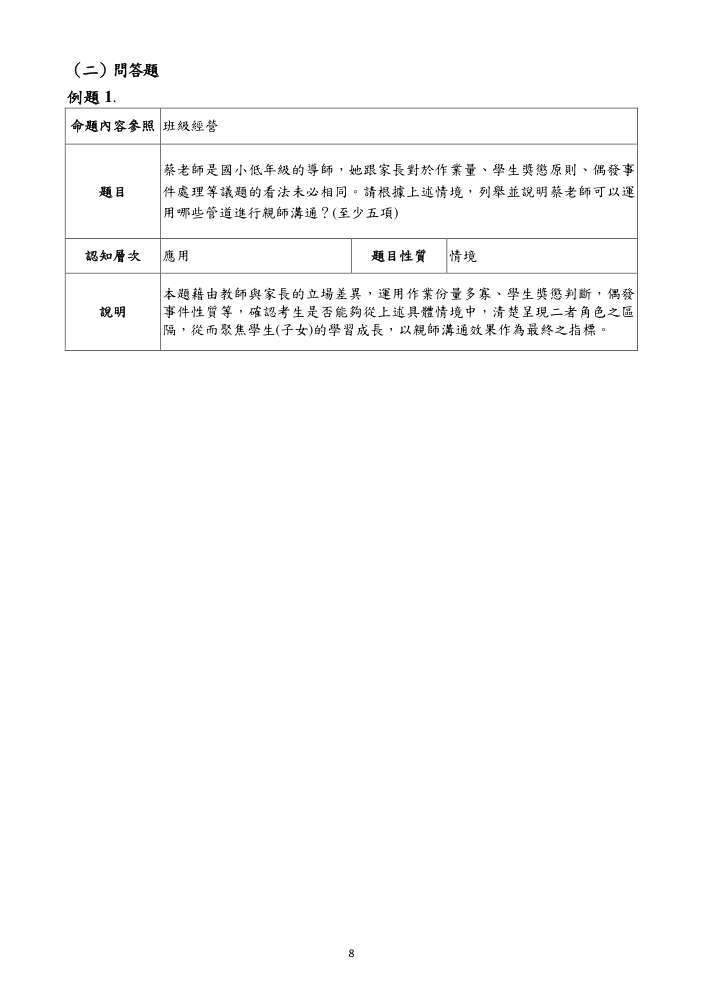 （二）問答題
例題 1.
命題內容參照 班級經營
蔡老師是國小低年級的導師，她跟家長對於作業量、學生獎懲原則、偶發事
題目 件處理等議題的看法未必相同。請根據上述情境，列舉並說明蔡老師可以運
用哪些管道進行親師溝通？(至少五項)
認知層次 應用 題目性質 情境
本題藉由教師與家長的立場差異，運用作業份量多寡、學生獎懲判斷，偶發
說明 事件性質等，確認考生是否能夠從上述具體情境中，清楚呈現二者角色之區
隔，從而聚焦學生(子女)的學習成長，以親師溝通效果作為最終之指標。
8